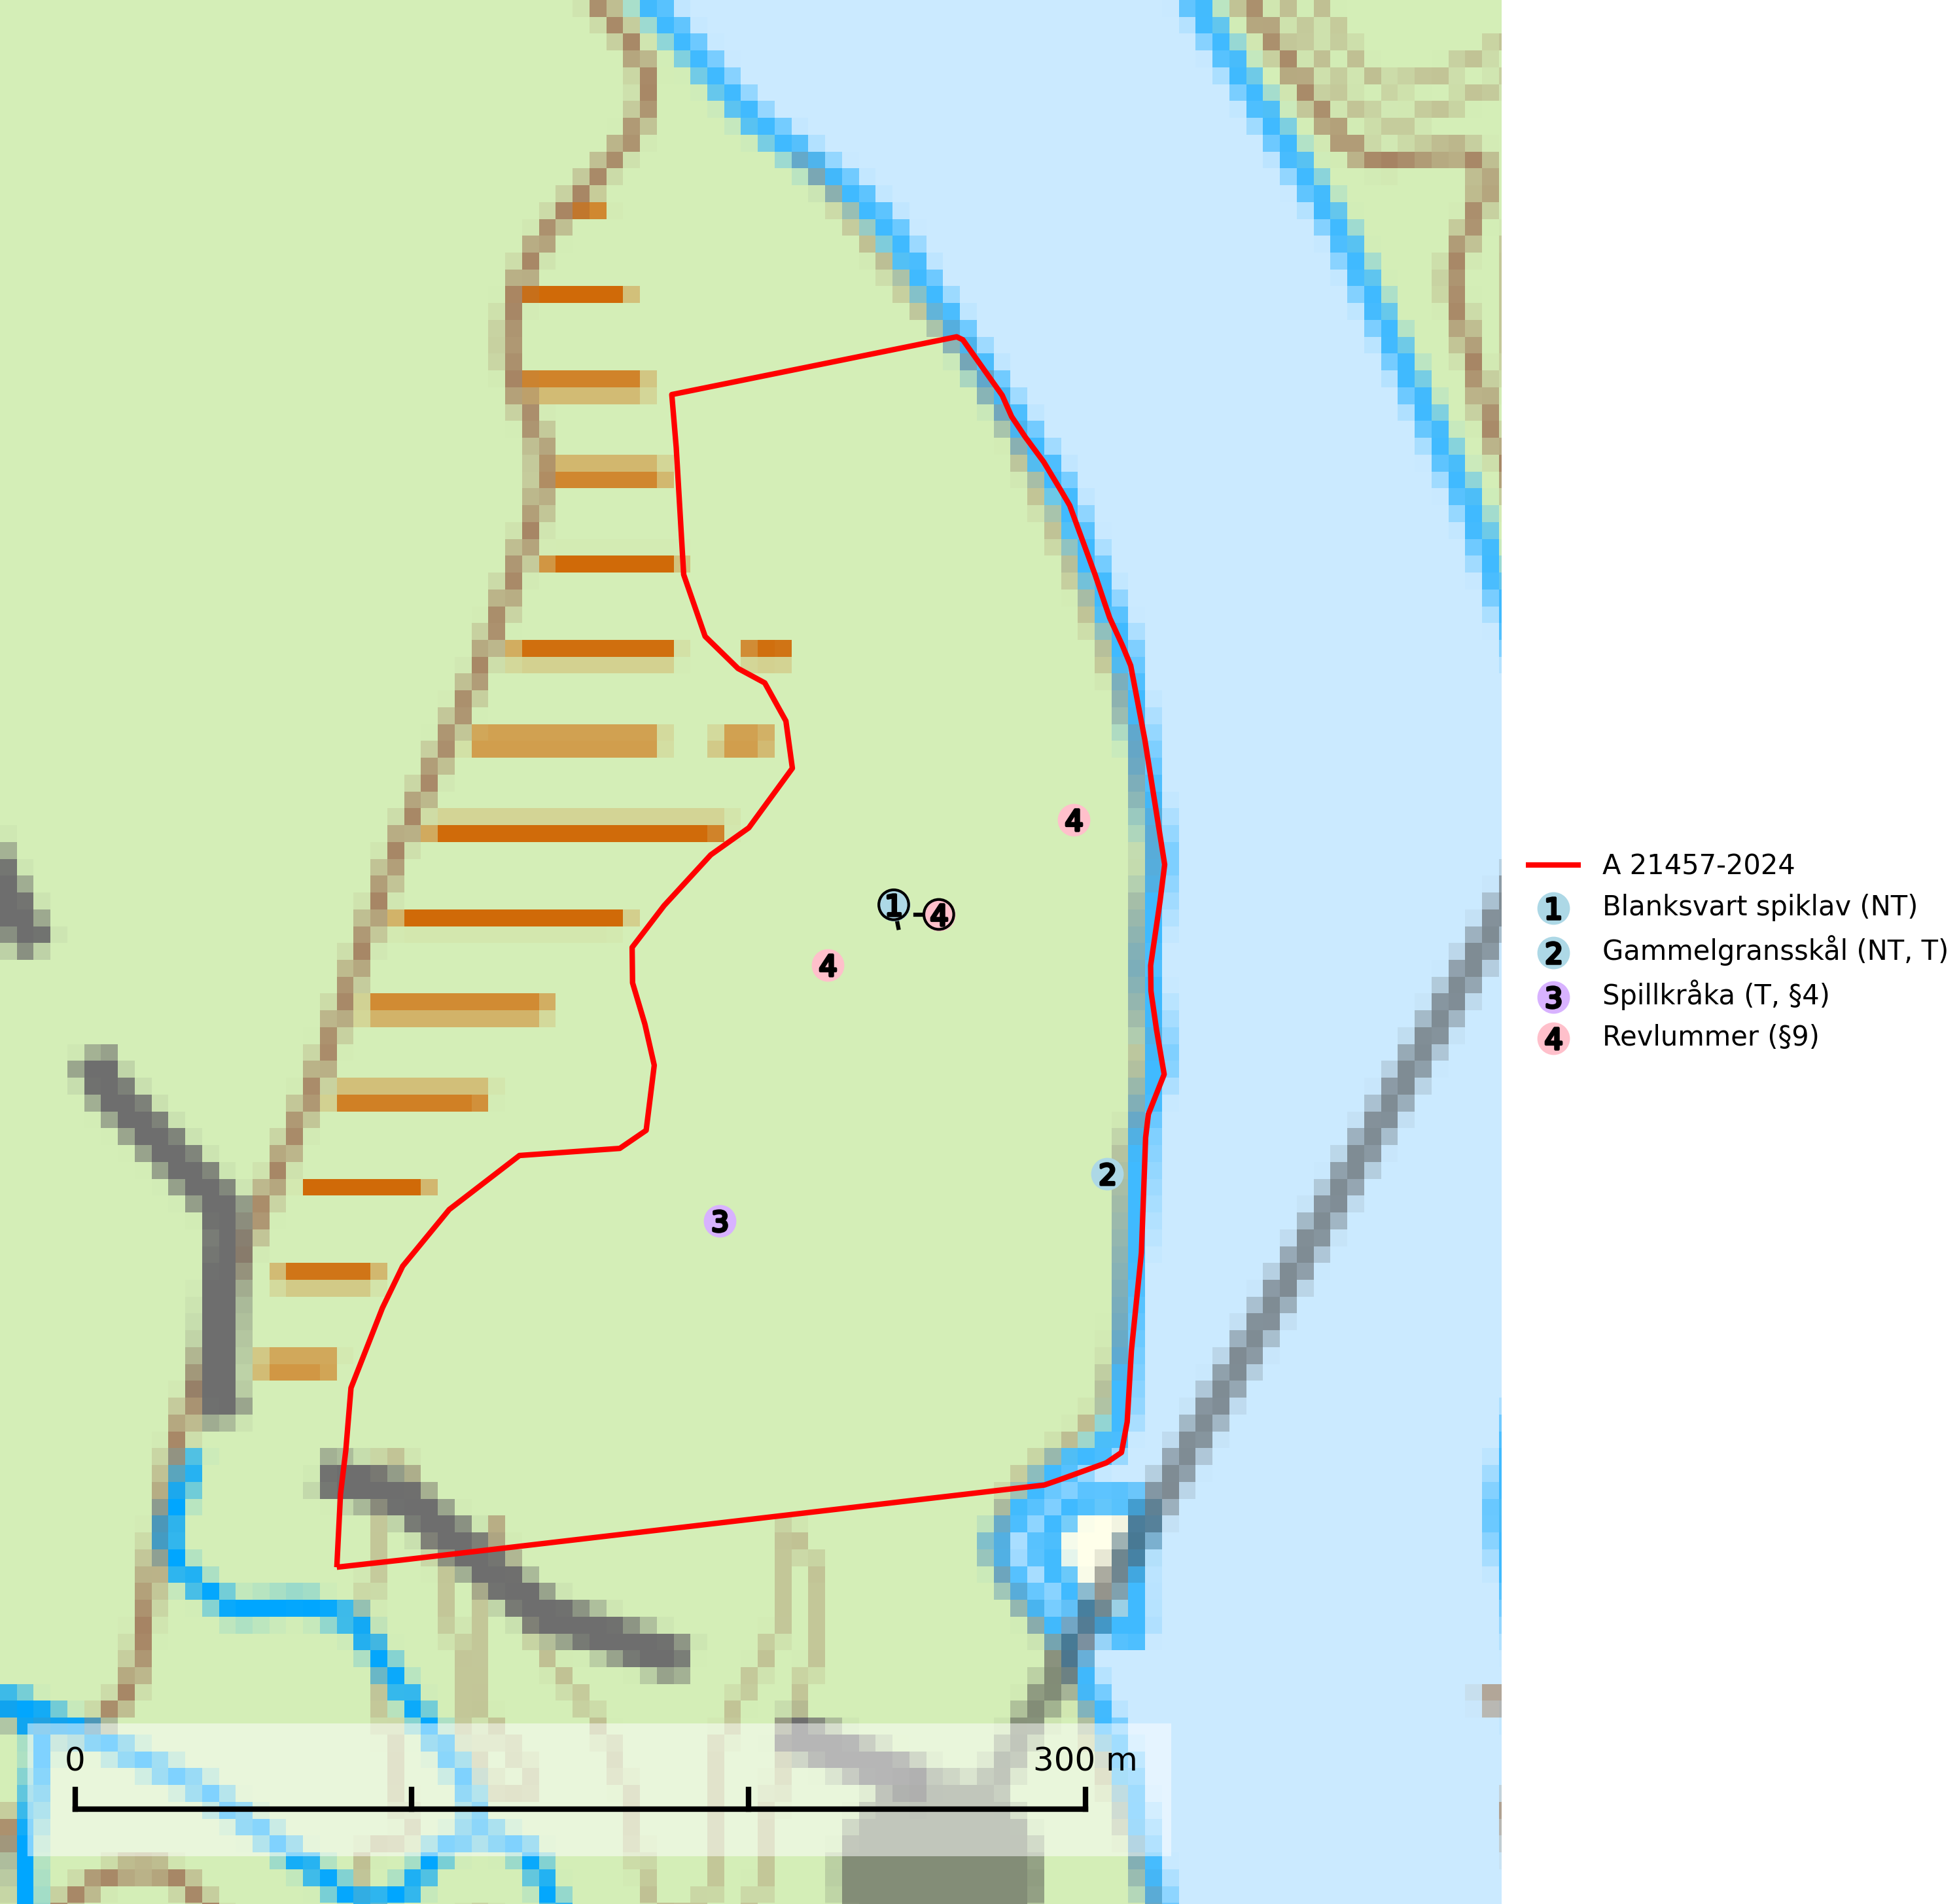 4
1 4
4
2
3
A 21457-2024
1 Blanksvart spiklav (NT)
2 Gammelgransskål (NT, T)
3 Spillkråka (T, §4)
4 Revlummer (§9)
0 300 m